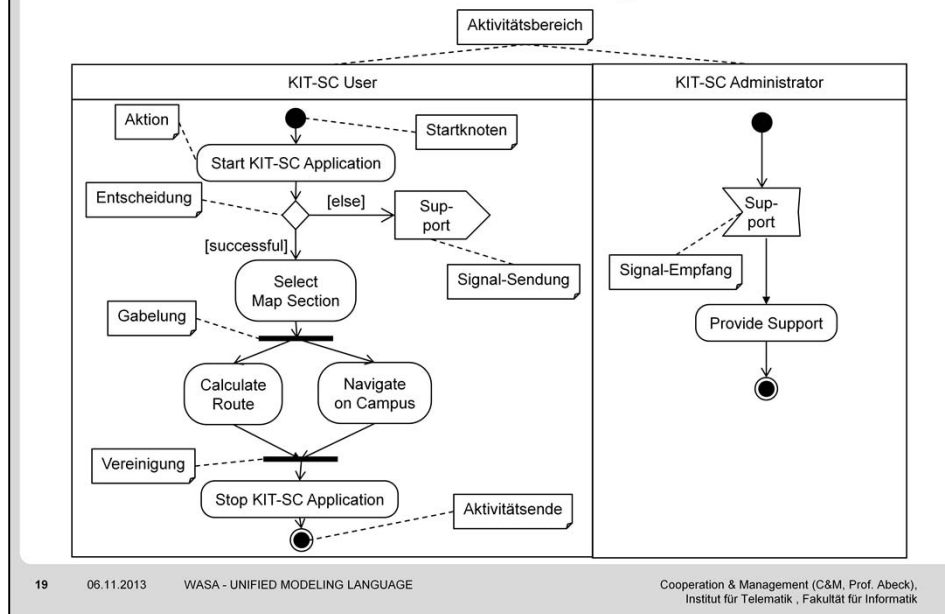 Aktivitätsbereich
KIT-SC User
KIT-SC Administrator
Aktion
Startknoten
Start KIT-SC Application
Entscheidung
[else]
Sup-
port
Sup-
port
[successful]
Signal-Sendung
Signal-Empfang
Select
Map Section
Gabelung
Provide Support
Calculate
Route
Navigate
on Campus
Vereinigung
Stop KIT-SC Application
Aktivitätsende
19 06.11.2013 WASA - UNIFIED MODELING LANGUAGE
Cooperation & Management (C&M, Prof. Abeck),
Institut für Telematik , Fakultät für Informatik